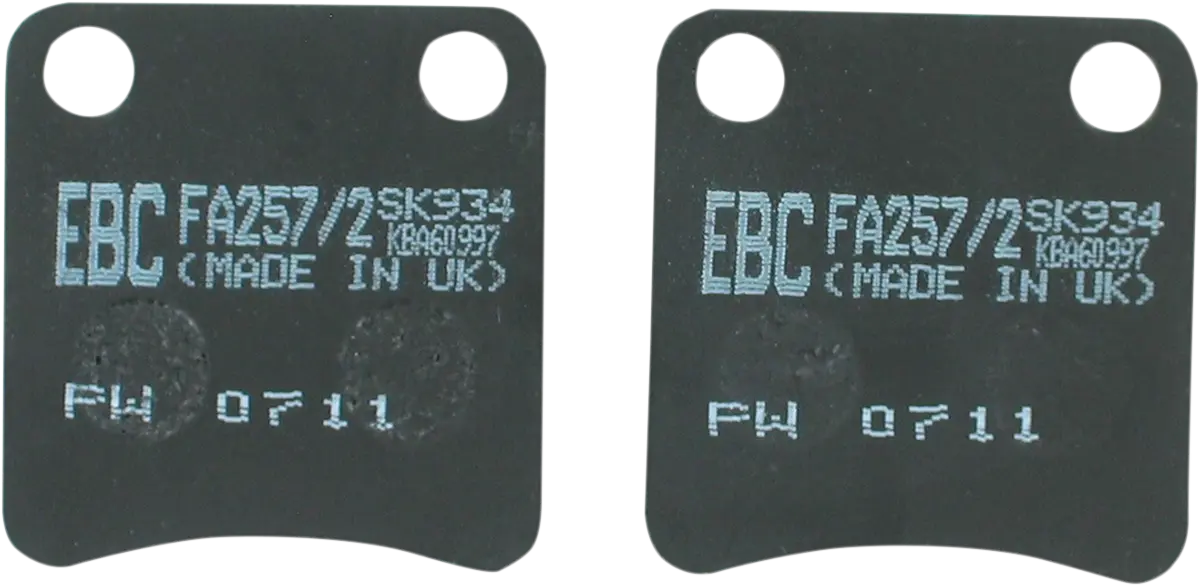 EBC FA257/2 SK934
KBA60997
(MADE IN UK)
PW 0711
EBC FA257/2 SK934
KBA60997
(MADE IN UK)
PW 0711